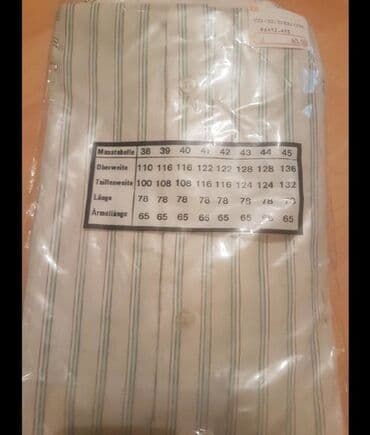 Masstabelle 38 39 40 41 42 43 44 45
Oberweite 110 116 116 122 122 128 128 136
Taillenweite 100 108 108 116 116 124 124 132
Länge 78 78 78 78 78 78 78 78
Ärmellänge 65 65 65 65 65 65 65 65